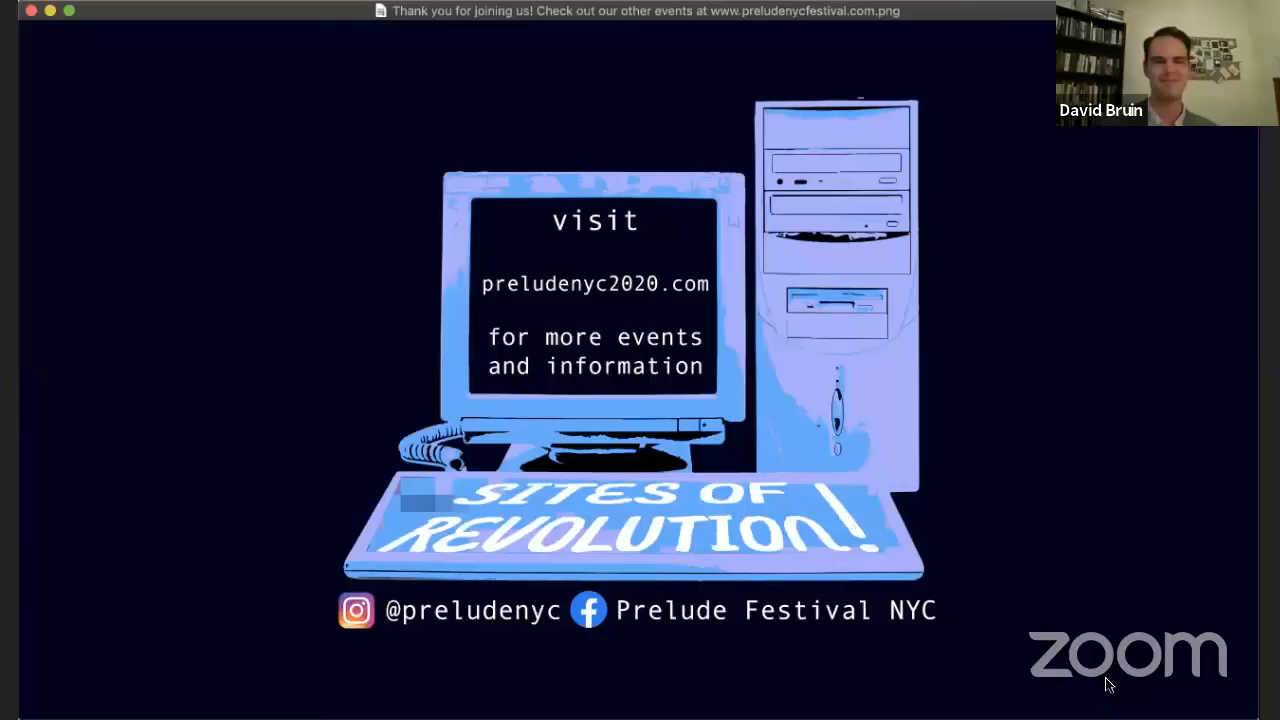 Thank you for joining us! Check out our other events at www.preludenycfestival.com.png
David Bruin
visit
preludenyc2020.com
for more events
and information
SITES OF
REVOLUTION!
@preludenyc Prelude Festival NYC
zoom